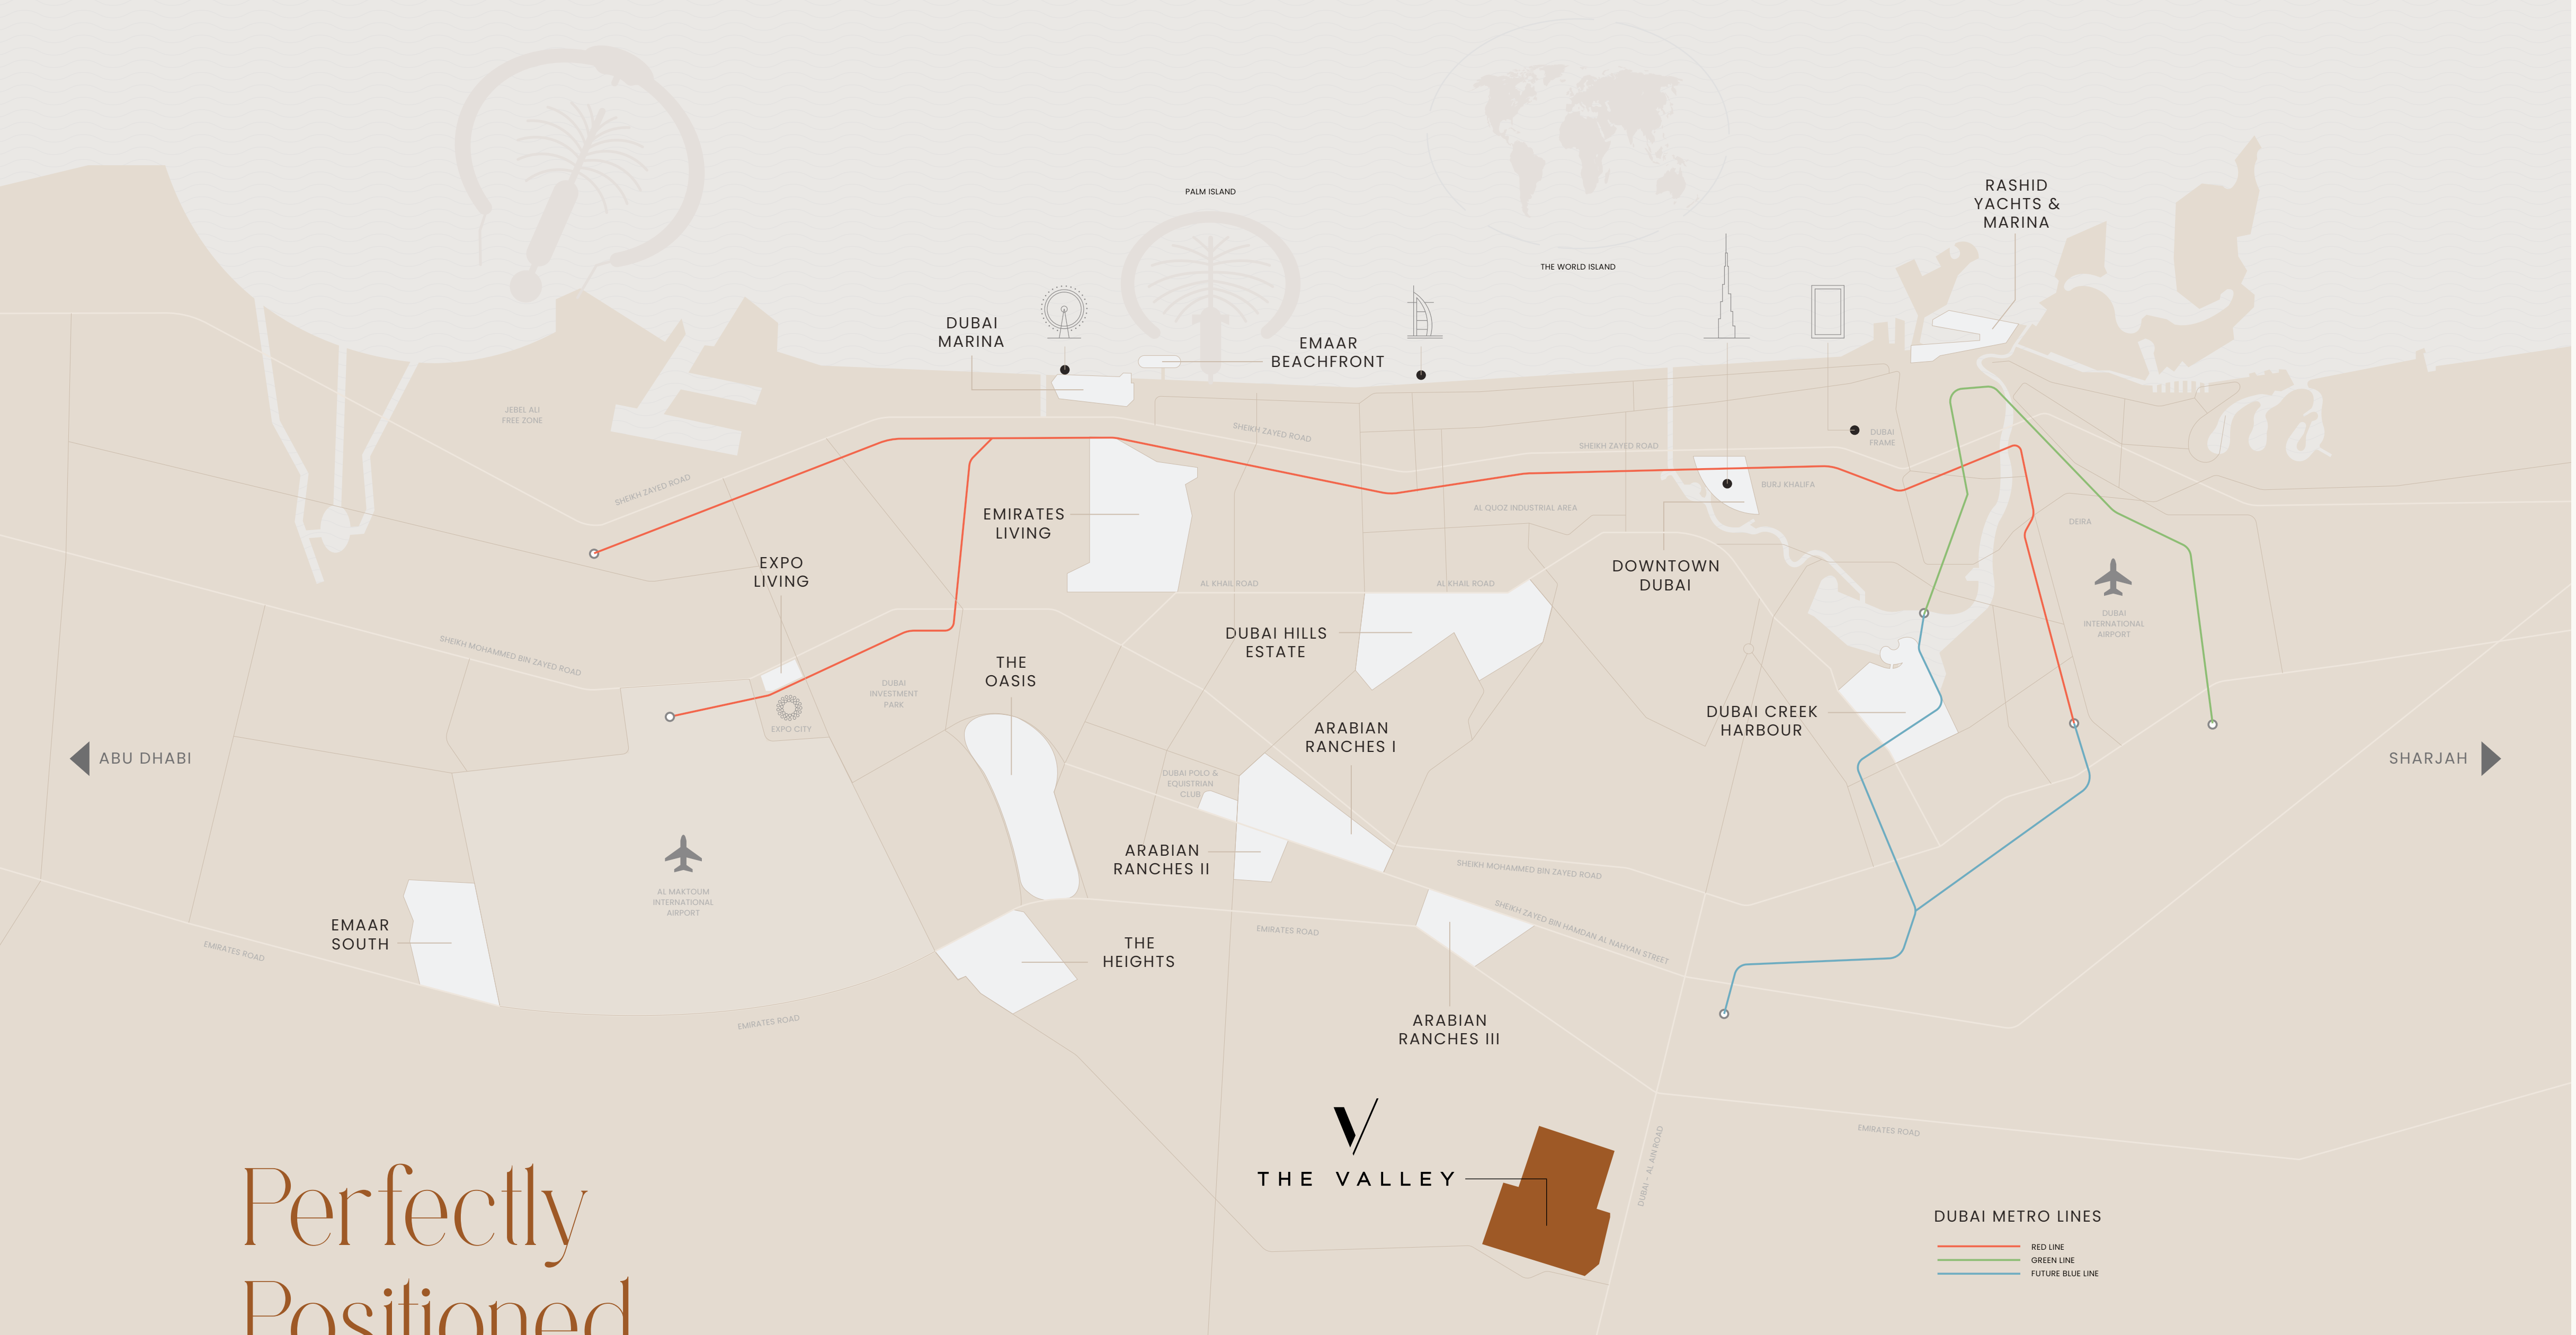 PALM ISLAND
THE WORLD ISLAND
RASHID
YACHTS &
MARINA
DUBAI
MARINA
EMAAR
BEACHFRONT
JEBEL ALI
FREE ZONE
SHEIKH ZAYED ROAD
SHEIKH ZAYED ROAD
SHEIKH ZAYED ROAD
DUBAI
FRAME
BURJ KHALIFA
AL QUOZ INDUSTRIAL AREA
DEIRA
EMIRATES
LIVING
EXPO
LIVING
AL KHAIL ROAD
AL KHAIL ROAD
DOWNTOWN
DUBAI
DUBAI
INTERNATIONAL
AIRPORT
SHEIKH MOHAMMED BIN ZAYED ROAD
DUBAI HILLS
ESTATE
THE
OASIS
DUBAI
INVESTMENT
PARK
EXPO CITY
DUBAI CREEK
HARBOUR
ARABIAN
RANCHES I
ABU DHABI
SHARJAH
DUBAI POLO &
EQUESTRIAN
CLUB
ARABIAN
RANCHES II
SHEIKH MOHAMMED BIN ZAYED ROAD
AL MAKTOUM
INTERNATIONAL
AIRPORT
SHEIKH ZAYED BIN HAMDAN AL NAHYAN STREET
EMAAR
SOUTH
EMIRATES ROAD
EMIRATES ROAD
THE
HEIGHTS
EMIRATES ROAD
ARABIAN
RANCHES III
EMIRATES ROAD
DUBAI - AL AIN ROAD
THE VALLEY
Perfectly
Positioned
DUBAI METRO LINES
RED LINE
GREEN LINE
FUTURE BLUE LINE